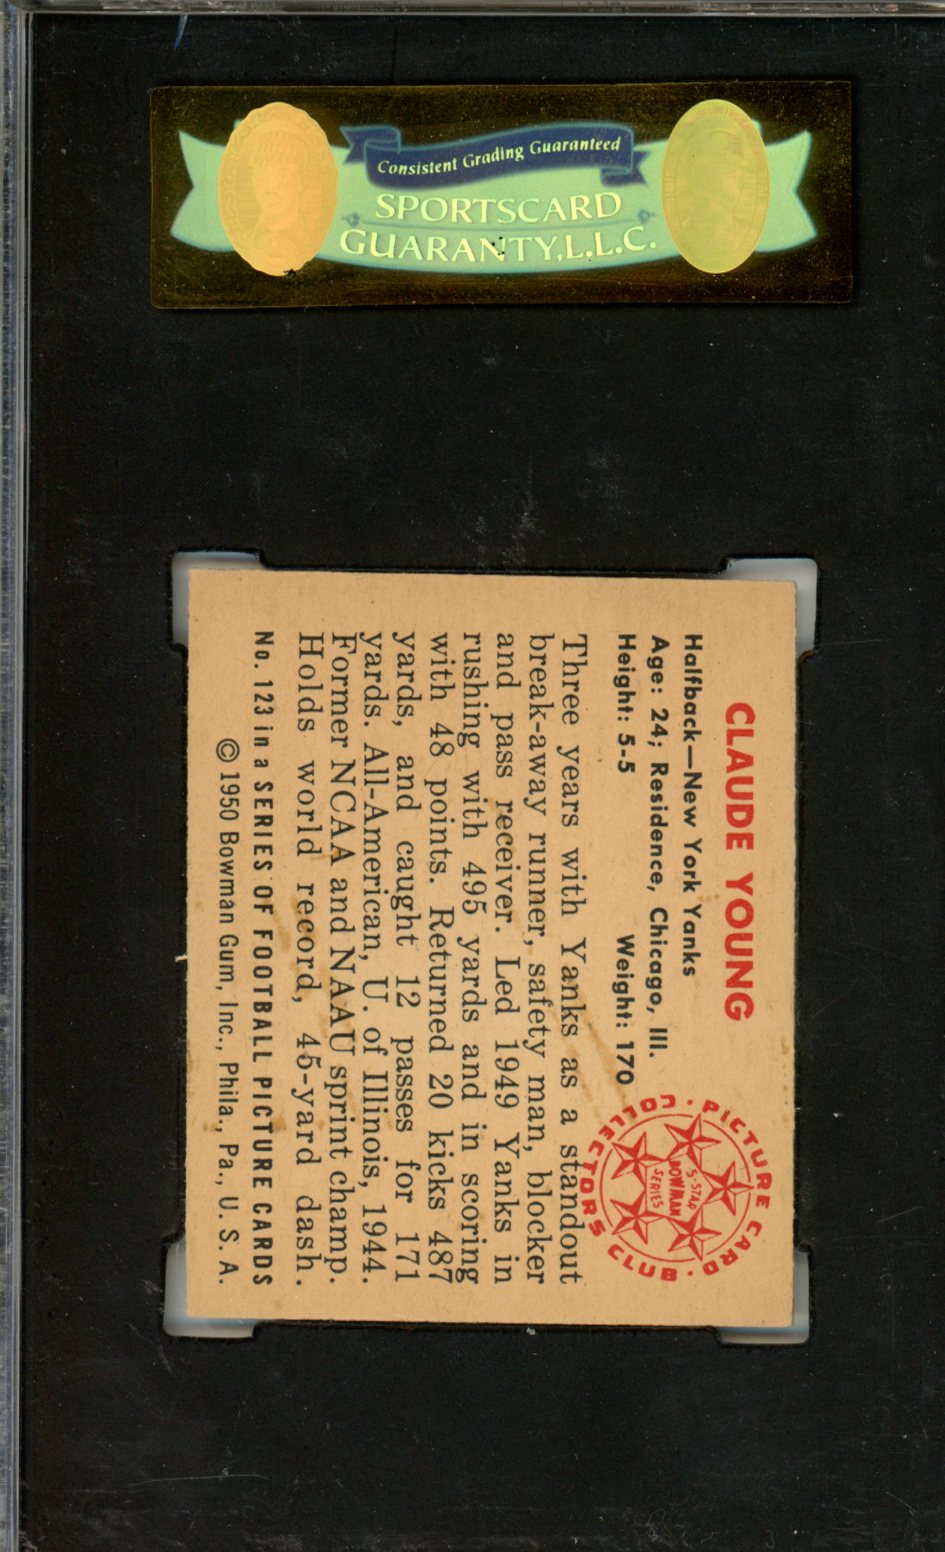 Consistent Grading Guaranteed
SPORTSCARD
GUARANTY, L.L.C.
CLAUDE YOUNG
Halfback—New York Yanks
Age: 24; Residence, Chicago, Ill.
Height: 5-5 Weight: 170
PICTURE CARD · COLLECTORS CLUB ·
5-STAR
BOWMAN
SERIES
Three years with Yanks as a standout
break-away runner, safety man, blocker
and pass receiver. Led 1949 Yanks in
rushing with 495 yards and in scoring
with 48 points. Returned 20 kicks 487
yards, and caught 12 passes for 171
yards. All-American, U. of Illinois, 1944.
Former NCAA and NAAU sprint champ.
Holds world record, 45-yard dash.
No. 123 in a SERIES OF FOOTBALL PICTURE CARDS
© 1950 Bowman Gum, Inc., Phila., Pa., U. S. A.